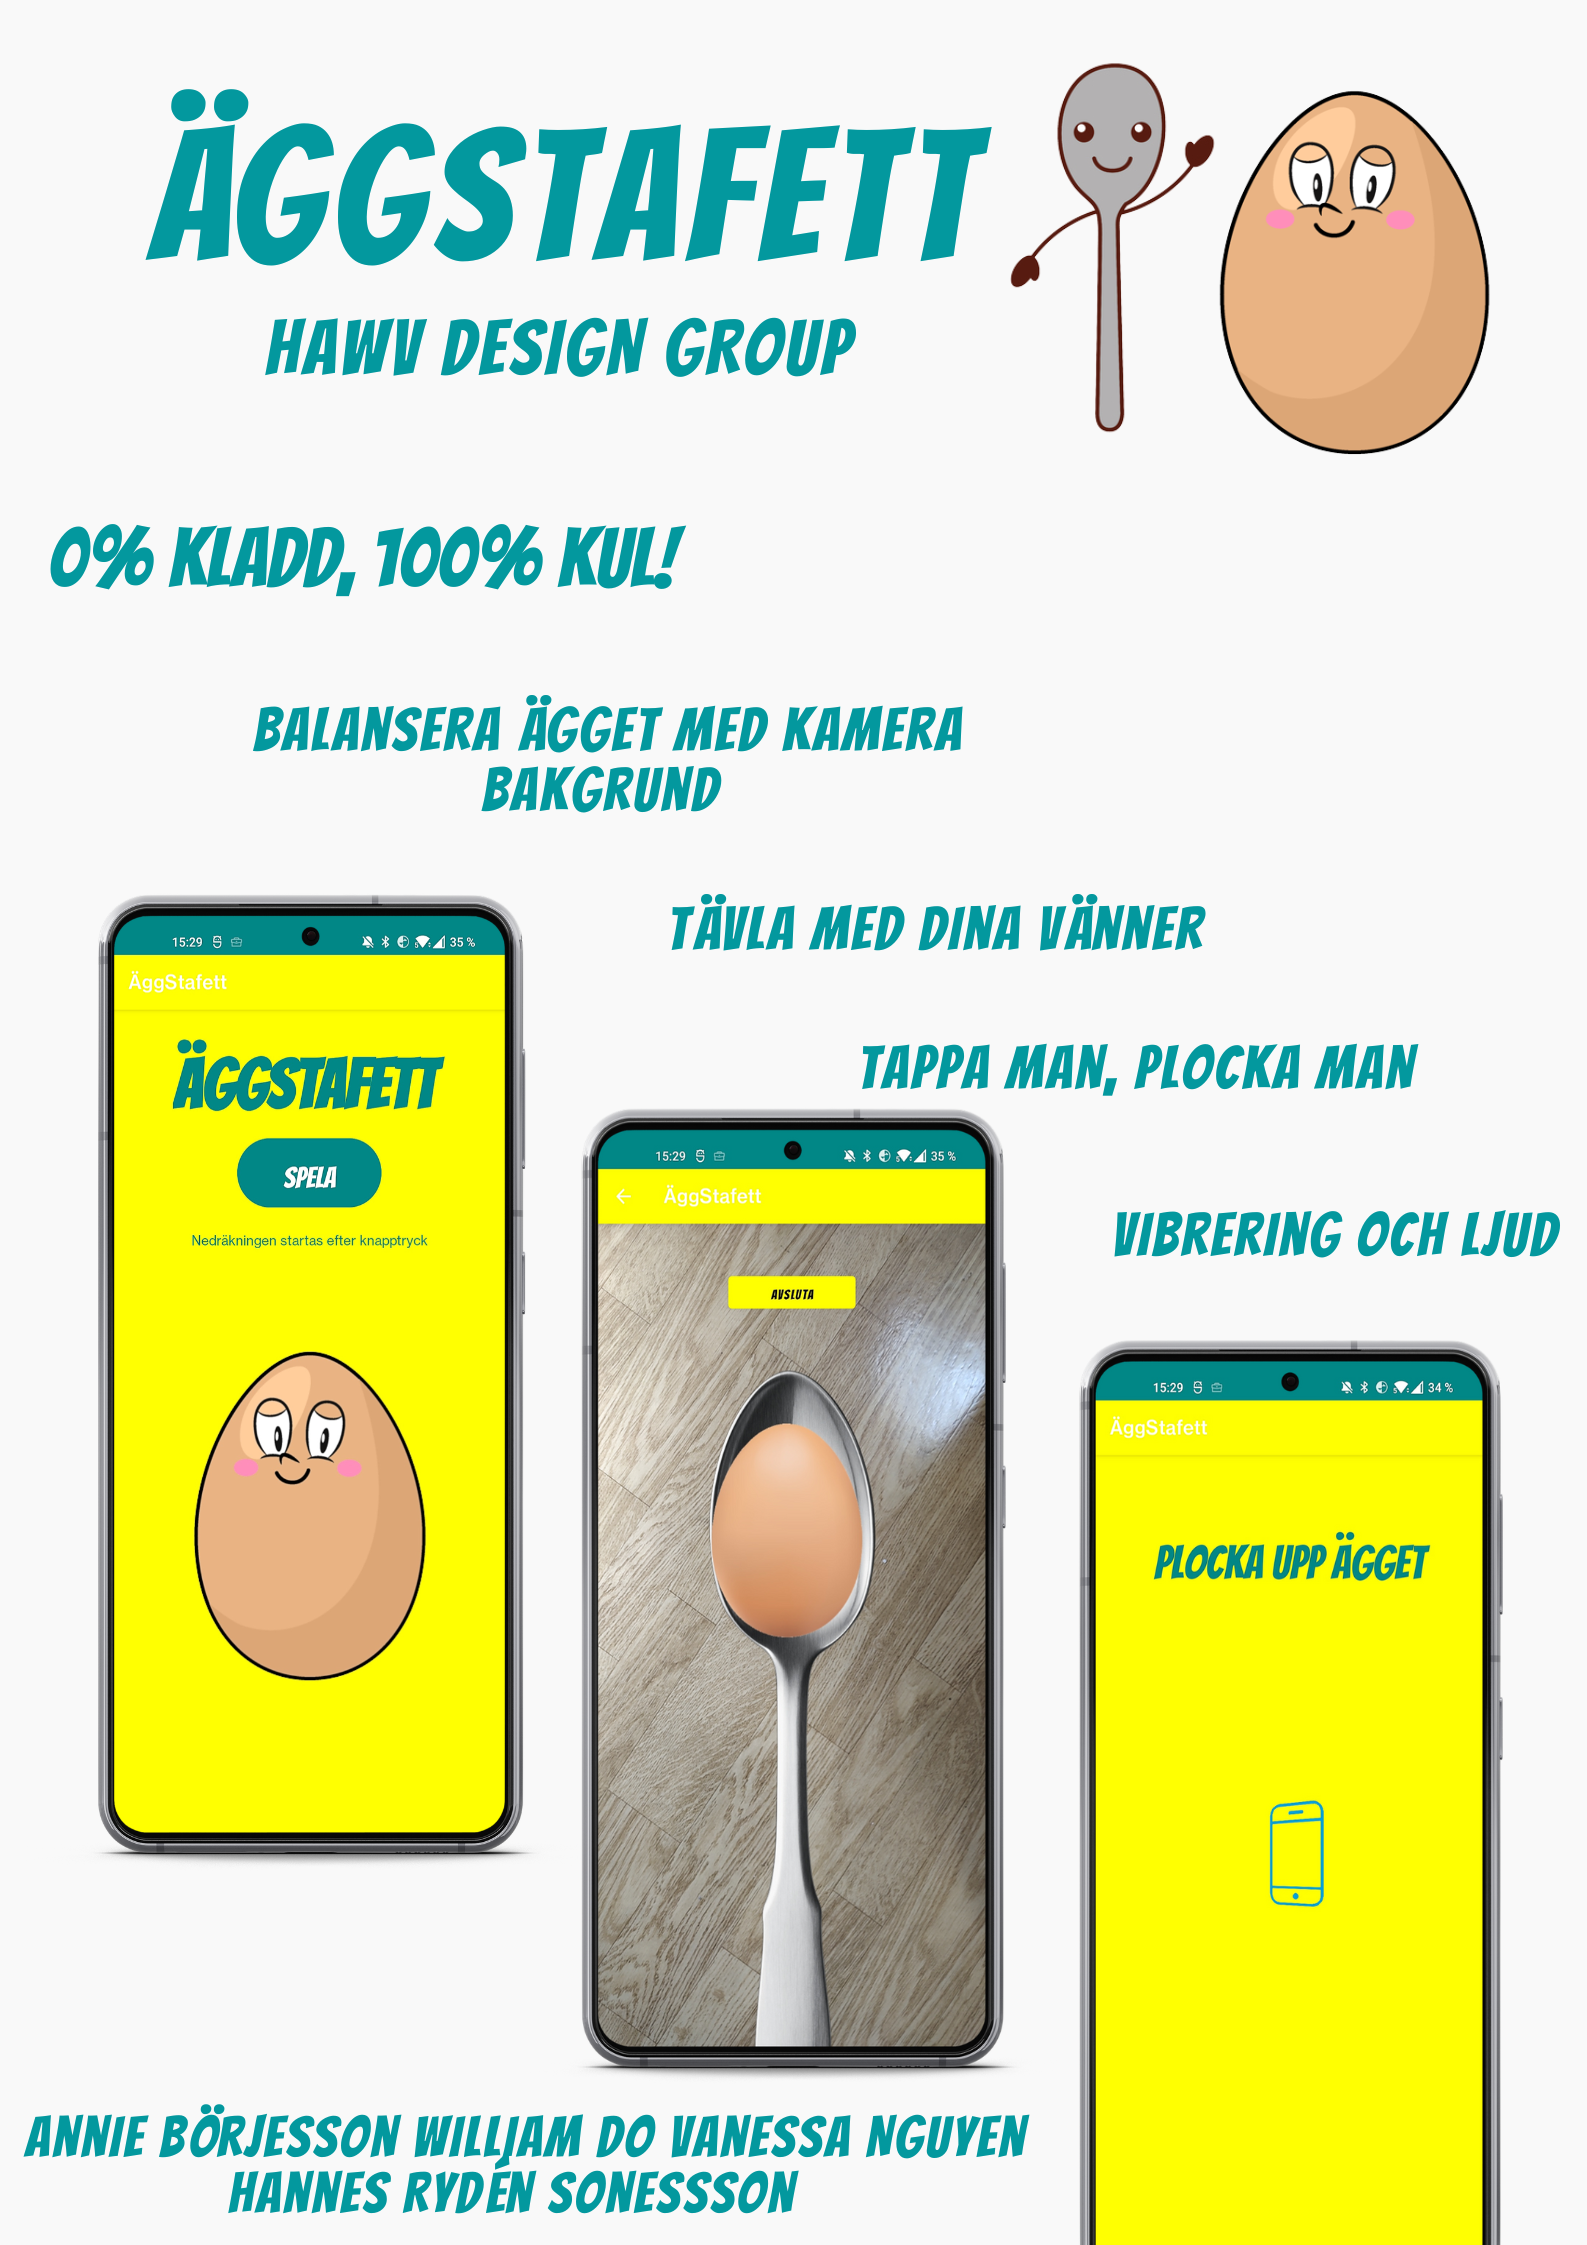 ÄGGSTAFETT
HAWV DESIGN GROUP
0% KLADD, 100% KUL!
BALANSERA ÄGGET MED KAMERA
BAKGRUND
TÄVLA MED DINA VÄNNER
TAPPA MAN, PLOCKA MAN
VIBRERING OCH LJUD
15:29 35 %
ÄggStafett
ÄGGSTAFETT
SPELA
Nedräkningen startas efter knapptryck
15:29 35 %
ÄggStafett
AVSLUTA
15:29 34 %
ÄggStafett
PLOCKA UPP ÄGGET
ANNIE BÖRJESSON WILLIAM DO VANESSA NGUYEN
HANNES RYDÉN SONESSSON